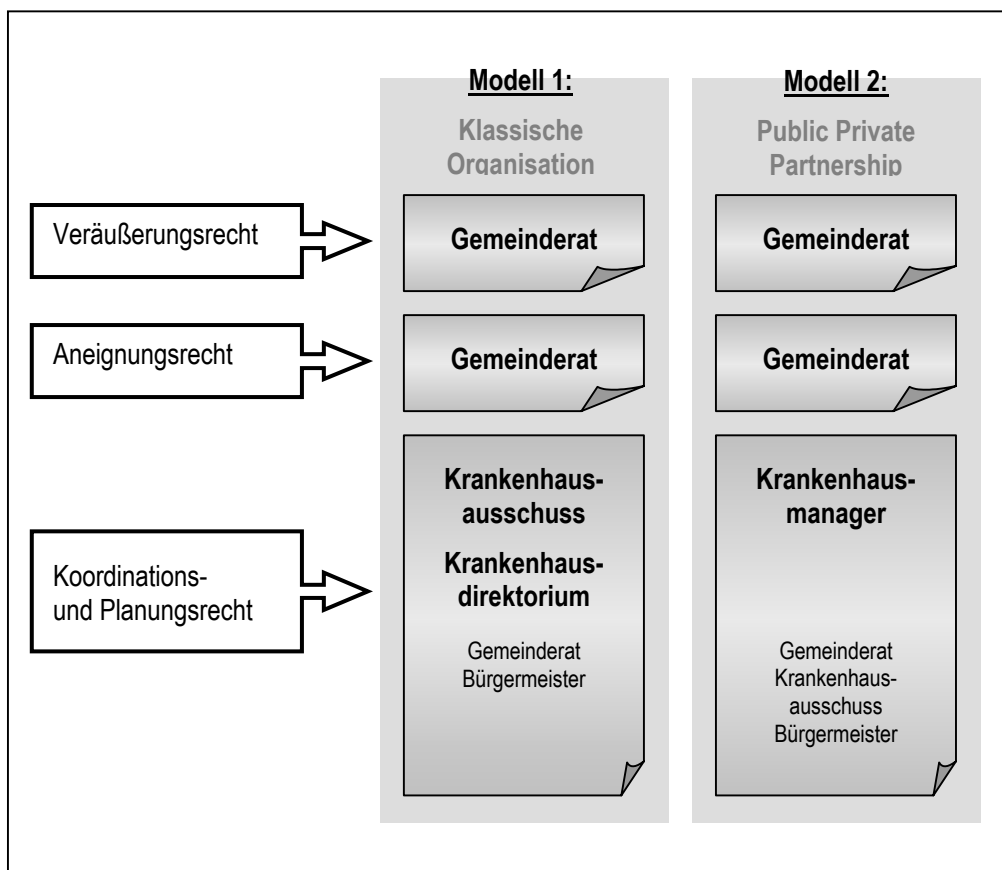 Modell 1:
Klassische
Organisation
Modell 2:
Public Private
Partnership
Veräußerungsrecht
Gemeinderat
Gemeinderat
Aneignungsrecht
Gemeinderat
Gemeinderat
Koordinations-
und Planungsrecht
Krankenhaus-
ausschuss
Krankenhaus-
direktorium
Gemeinderat
Bürgermeister
Krankenhaus-
manager
Gemeinderat
Krankenhaus-
ausschuss
Bürgermeister